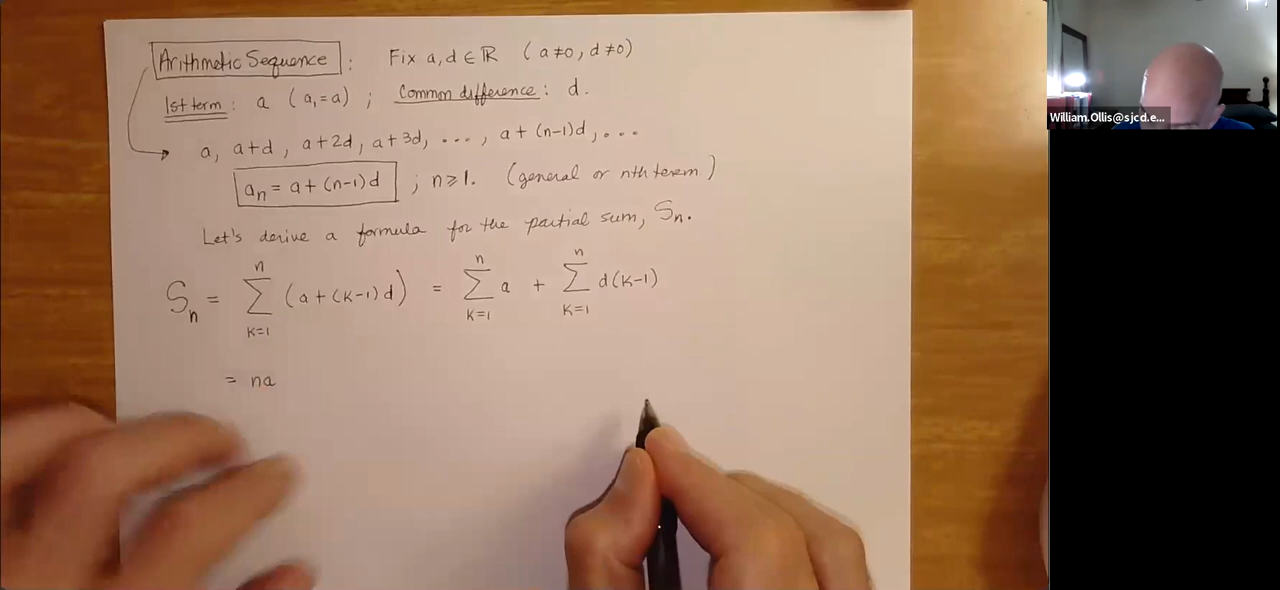 Arithmetic Sequence : Fix a, d ∈ ℝ (a≠0, d≠0)
1st term : a (a₁ = a) ; Common difference : d.
a, a+d, a+2d, a+3d, ..., a+(n-1)d, ...
aₙ = a+(n-1)d ; n≥1. (general or nth term)
Let's derive a formula for the partial sum, Sₙ.
Sₙ = ∑ₖ₌₁ⁿ (a+(k-1)d) = ∑ₖ₌₁ⁿ a + ∑ₖ₌₁ⁿ d(k-1)
= na
William.Ollis@sjcd.e...